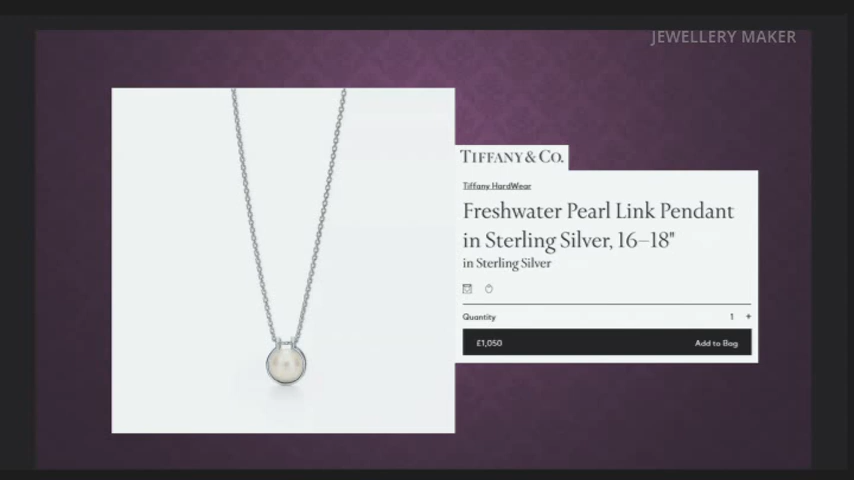 JEWELLERY MAKER
TIFFANY & CO.
Tiffany HardWear
Freshwater Pearl Link Pendant
in Sterling Silver, 16–18"
in Sterling Silver
Quantity 1 +
£1,050 Add to Bag